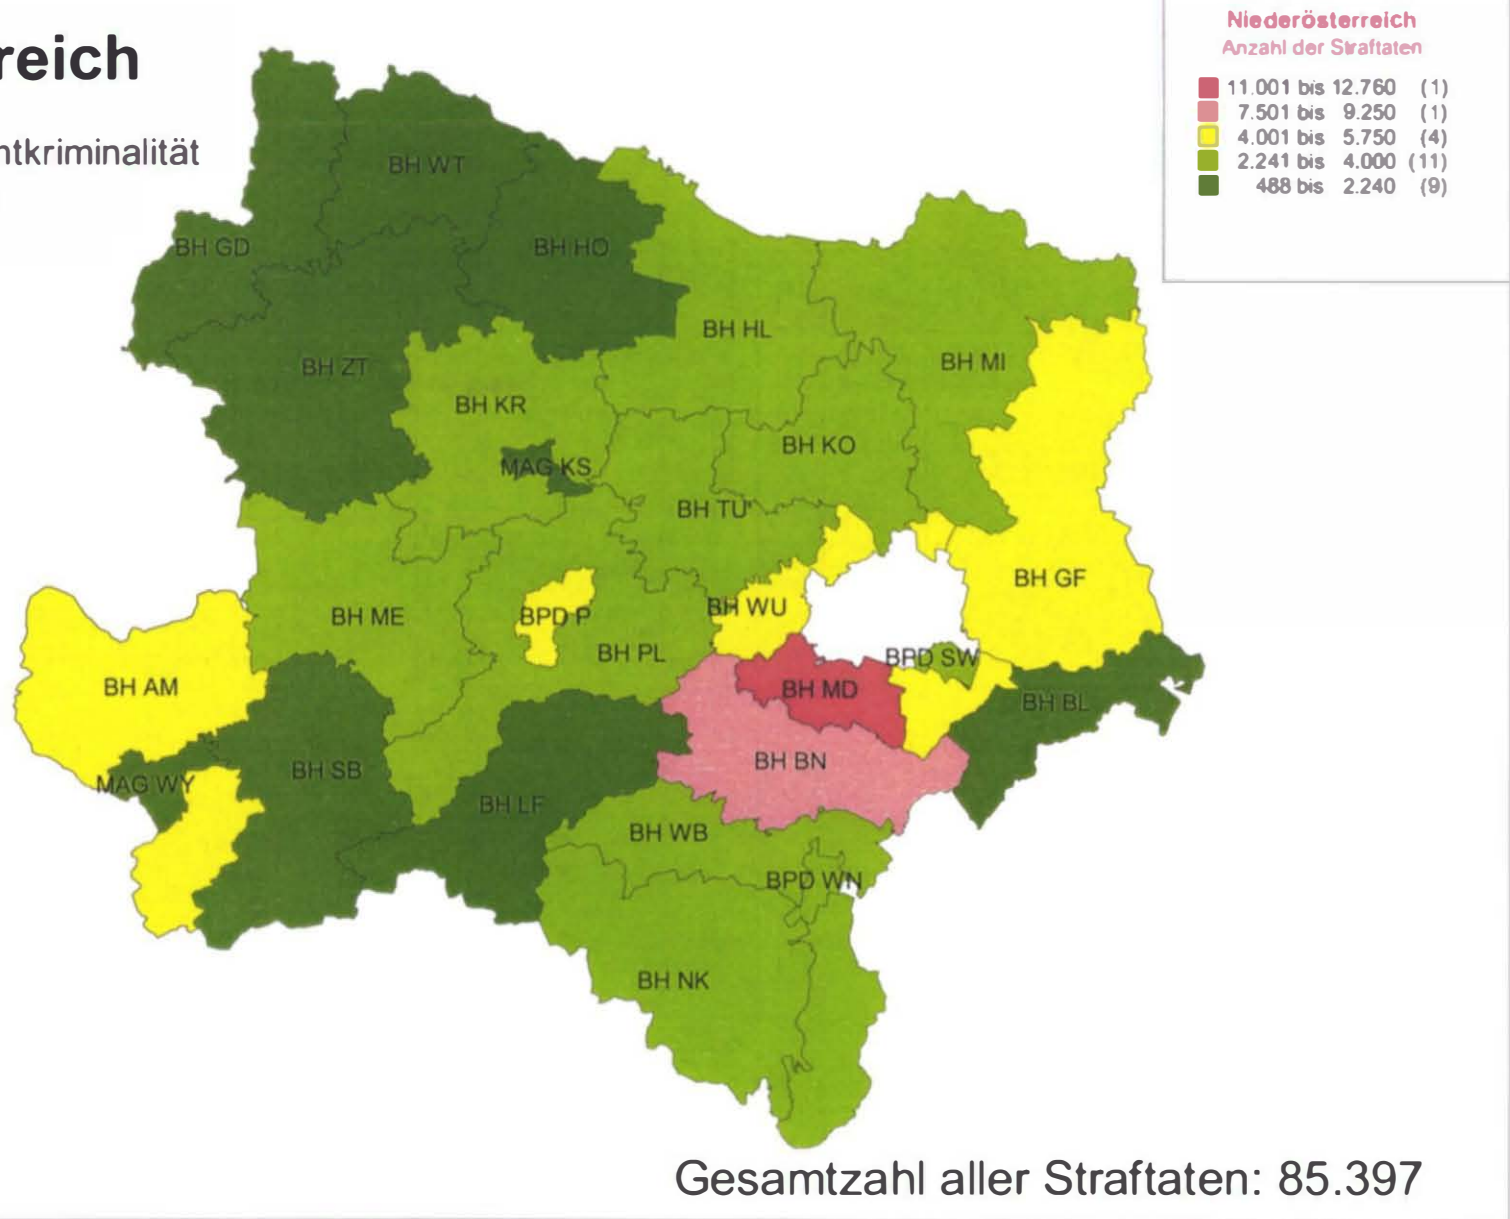 reich
ntkriminalität
Niederösterreich
Anzahl der Straftaten
11.001 bis 12.760 (1)
7.501 bis 9.250 (1)
4.001 bis 5.750 (4)
2.241 bis 4.000 (11)
488 bis 2.240 (9)
BH WT
BH GD
BH HO
BH HL
BH ZT
BH MI
BH KR
BH KO
MAG KS
BH TU
BH GF
BH WU
BH ME
BPD P
BH PL
BPD SW
BH AM
BH MD
BH BL
BH BN
BH SB
MAG WY
BH LF
BH WB
BPD WN
BH NK
Gesamtzahl aller Straftaten: 85.397